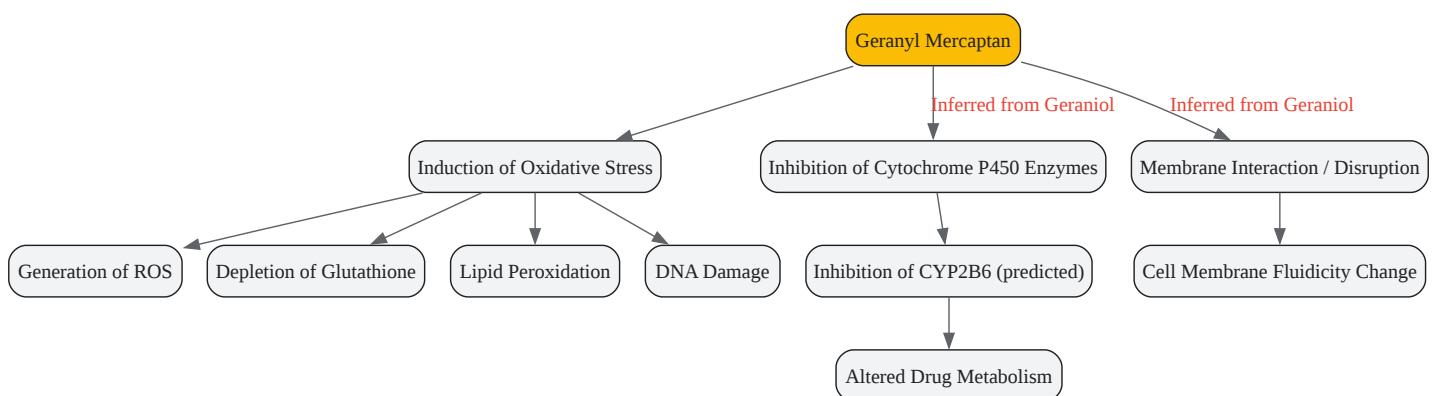 Geranyl Mercaptan
Inferred from Geraniol
Inferred from Geraniol
Induction of Oxidative Stress
Inhibition of Cytochrome P450 Enzymes
Membrane Interaction / Disruption
Generation of ROS
Depletion of Glutathione
Lipid Peroxidation
DNA Damage
Inhibition of CYP2B6 (predicted)
Cell Membrane Fluidicity Change
Altered Drug Metabolism